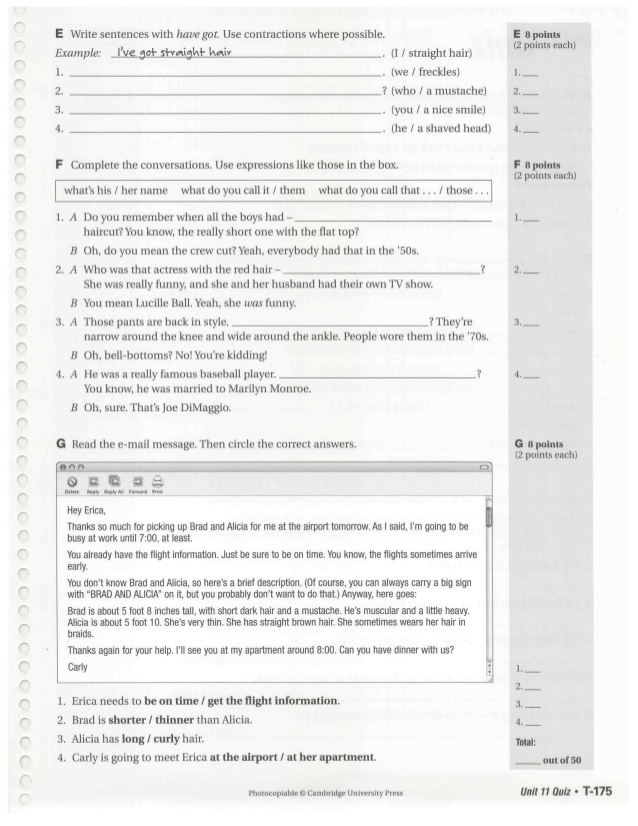 E Write sentences with have got. Use contractions where possible.
Example: I've got straight hair. (I / straight hair)
1. ____. (we / freckles)
2. ____? (who / a mustache)
3. ____. (you / a nice smile)
4. ____. (he / a shaved head)
E 8 points
(2 points each)
1. ____
2. ____
3. ____
4. ____
F Complete the conversations. Use expressions like those in the box.
what's his / her name what do you call it / them what do you call that . . . / those . . .
1. A Do you remember when all the boys had – ____
haircut? You know, the really short one with the flat top?
B Oh, do you mean the crew cut? Yeah, everybody had that in the '50s.
2. A Who was that actress with the red hair – ____?
She was really funny, and she and her husband had their own TV show.
B You mean Lucille Ball. Yeah, she was funny.
3. A Those pants are back in style. ____? They're
narrow around the knee and wide around the ankle. People wore them in the '70s.
B Oh, bell-bottoms? No! You're kidding!
4. A He was a really famous baseball player. ____?
You know, he was married to Marilyn Monroe.
B Oh, sure. That's Joe DiMaggio.
F 8 points
(2 points each)
1. ____
2. ____
3. ____
4. ____
G Read the e-mail message. Then circle the correct answers.
Delete Reply Reply All Forward Print
Hey Erica,
Thanks so much for picking up Brad and Alicia for me at the airport tomorrow. As I said, I'm going to be
busy at work until 7:00, at least.
You already have the flight information. Just be sure to be on time. You know, the flights sometimes arrive
early.
You don't know Brad and Alicia, so here's a brief description. (Of course, you can always carry a big sign
with "BRAD AND ALICIA" on it, but you probably don't want to do that.) Anyway, here goes:
Brad is about 5 foot 8 inches tall, with short dark hair and a mustache. He's muscular and a little heavy.
Alicia is about 5 foot 10. She's very thin. She has straight brown hair. She sometimes wears her hair in
braids.
Thanks again for your help. I'll see you at my apartment around 8:00. Can you have dinner with us?
Carly
1. Erica needs to be on time / get the flight information.
2. Brad is shorter / thinner than Alicia.
3. Alicia has long / curly hair.
4. Carly is going to meet Erica at the airport / at her apartment.
G 8 points
(2 points each)
1. ____
2. ____
3. ____
4. ____
Total:
____ out of 50
Photocopiable © Cambridge University Press
Unit 11 Quiz • T-175